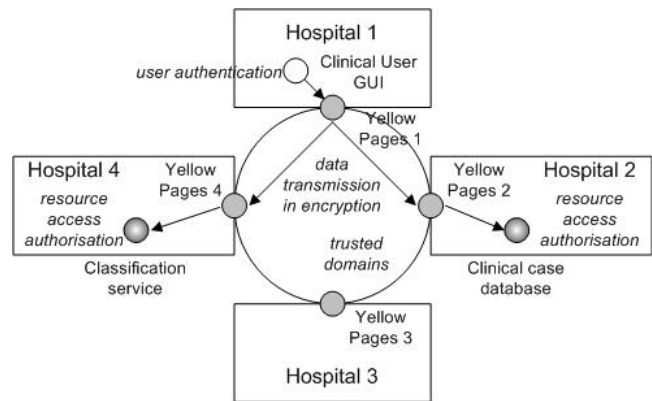 Hospital 1
user authentication
Clinical User
GUI
Yellow
Pages 1
Hospital 4
Yellow
Pages 4
resource
access
authorisation
data
transmission
in encryption
Yellow
Pages 2
Hospital 2
resource
access
authorisation
trusted
domains
Classification
service
Clinical case
database
Yellow
Pages 3
Hospital 3